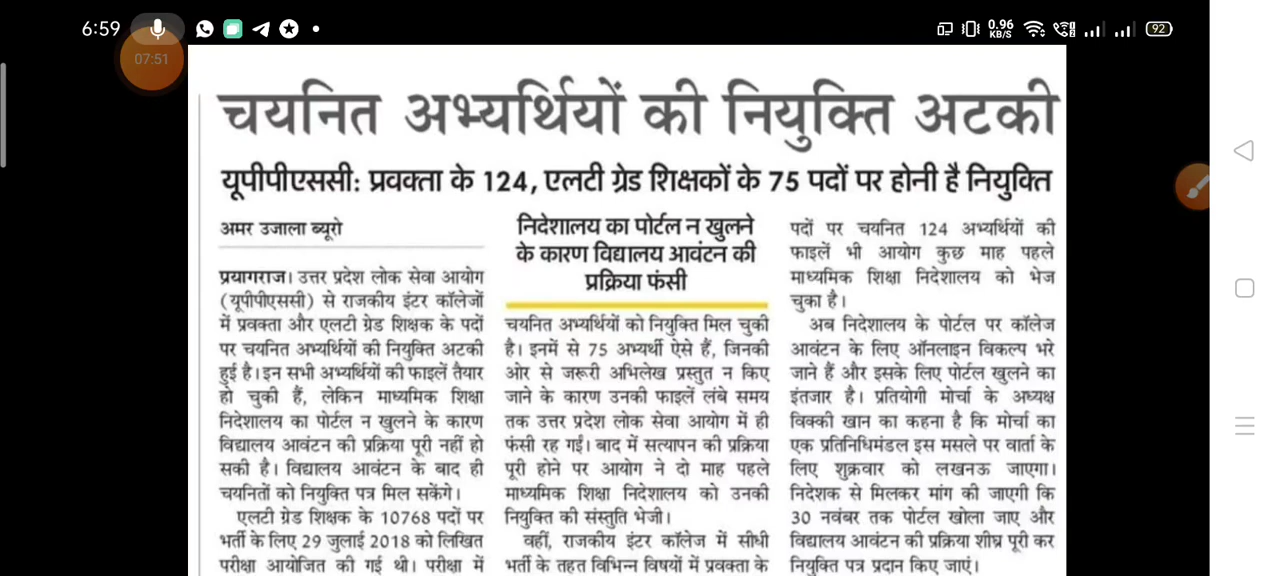 6:59
0.96
KB/S
92
07:51
चयनित अभ्यर्थियों की नियुक्ति अटकी
यूपीपीएससी: प्रवक्ता के 124, एलटी ग्रेड शिक्षकों के 75 पदों पर होनी है नियुक्ति
अमर उजाला ब्यूरो
प्रयागराज। उत्तर प्रदेश लोक सेवा आयोग
(यूपीपीएससी) से राजकीय इंटर कॉलेजों
में प्रवक्ता और एलटी ग्रेड शिक्षक के पदों
पर चयनित अभ्यर्थियों की नियुक्ति अटकी
हुई है। इन सभी अभ्यर्थियों की फाइलें तैयार
हो चुकी हैं, लेकिन माध्यमिक शिक्षा
निदेशालय का पोर्टल न खुलने के कारण
विद्यालय आवंटन की प्रक्रिया पूरी नहीं हो
सकी है। विद्यालय आवंटन के बाद ही
चयनितों को नियुक्ति पत्र मिल सकेंगे।
एलटी ग्रेड शिक्षक के 10768 पदों पर
भर्ती के लिए 29 जुलाई 2018 को लिखित
परीक्षा आयोजित की गई थी। परीक्षा में
निदेशालय का पोर्टल न खुलने
के कारण विद्यालय आवंटन की
प्रक्रिया फंसी
चयनित अभ्यर्थियों को नियुक्ति मिल चुकी
है। इनमें से 75 अभ्यर्थी ऐसे हैं, जिनकी
ओर से जरूरी अभिलेख प्रस्तुत न किए
जाने के कारण उनकी फाइलें लंबे समय
तक उत्तर प्रदेश लोक सेवा आयोग में ही
फंसी रह गईं। बाद में सत्यापन की प्रक्रिया
पूरी होने पर आयोग ने दो माह पहले
माध्यमिक शिक्षा निदेशालय को उनकी
नियुक्ति की संस्तुति भेजी।
वहीं, राजकीय इंटर कॉलेज में सीधी
भर्ती के तहत विभिन्न विषयों में प्रवक्ता के
पदों पर चयनित 124 अभ्यर्थियों की
फाइलें भी आयोग कुछ माह पहले
माध्यमिक शिक्षा निदेशालय को भेज
चुका है।
अब निदेशालय के पोर्टल पर कॉलेज
आवंटन के लिए ऑनलाइन विकल्प भरे
जाने हैं और इसके लिए पोर्टल खुलने का
इंतजार है। प्रतियोगी मोर्चा के अध्यक्ष
विक्की खान का कहना है कि मोर्चा का
एक प्रतिनिधिमंडल इस मसले पर वार्ता के
लिए शुक्रवार को लखनऊ जाएगा।
निदेशक से मिलकर मांग की जाएगी कि
30 नवंबर तक पोर्टल खोला जाए और
विद्यालय आवंटन की प्रक्रिया शीघ्र पूरी कर
नियुक्ति पत्र प्रदान किए जाएं।